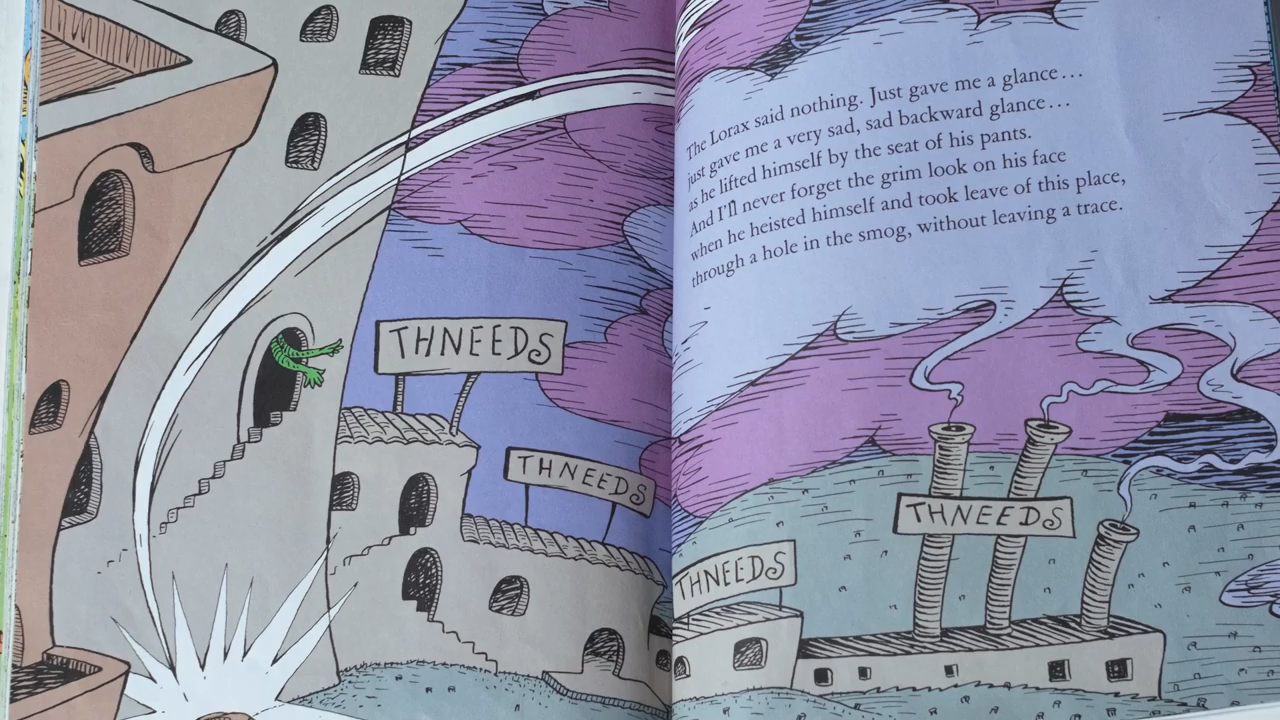 THNEEDS
THNEEDS
The Lorax said nothing. Just gave me a glance...
just gave me a very sad, sad backward glance...
as he lifted himself by the seat of his pants.
And I'll never forget the grim look on his face
when he heisted himself and took leave of this place,
through a hole in the smog, without leaving a trace.
THNEEDS
THNEEDS